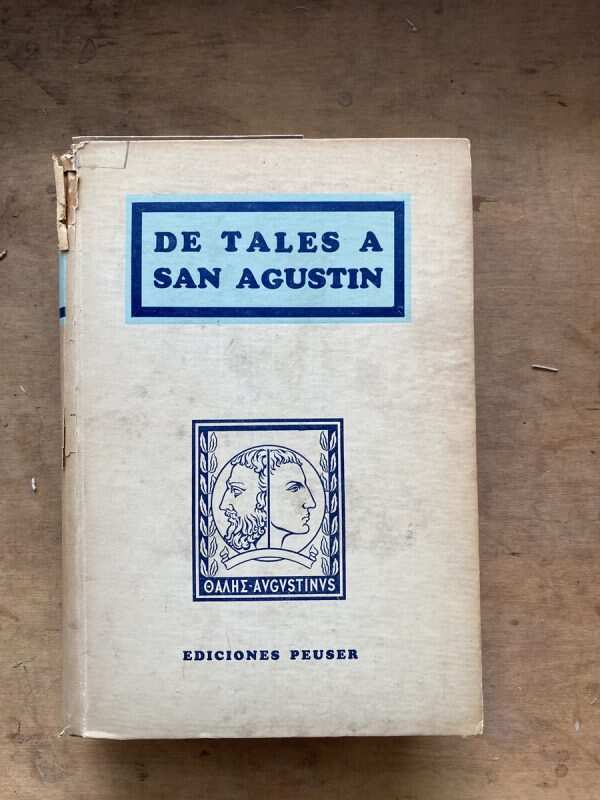 DE TALES A
SAN AGUSTIN
ΘΑΛΗΣ-AVGVSTINVS
EDICIONES PEUSER